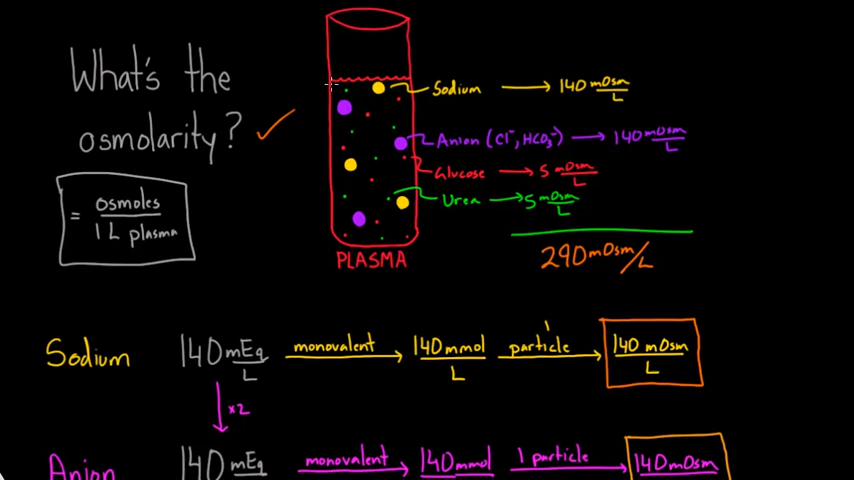 What's the
osmolarity?
= osmoles
1 L plasma
Sodium → 140 mOsm
L
Anion (Cl⁻, HCO₃⁻) → 140 mOsm
L
Glucose → 5 mOsm
L
Urea → 5 mOsm
L
290 mOsm/L
PLASMA
Sodium 140 mEq monovalent 140 mmol 1 particle 140 mOsm
L L L
x2
Anion 140 mEq monovalent 140 mmol 1 particle 140 mOsm